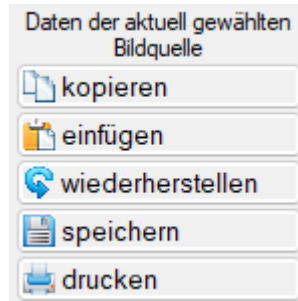 Daten der aktuell gewählten
Bildquelle
kopieren
einfügen
wiederherstellen
speichern
drucken